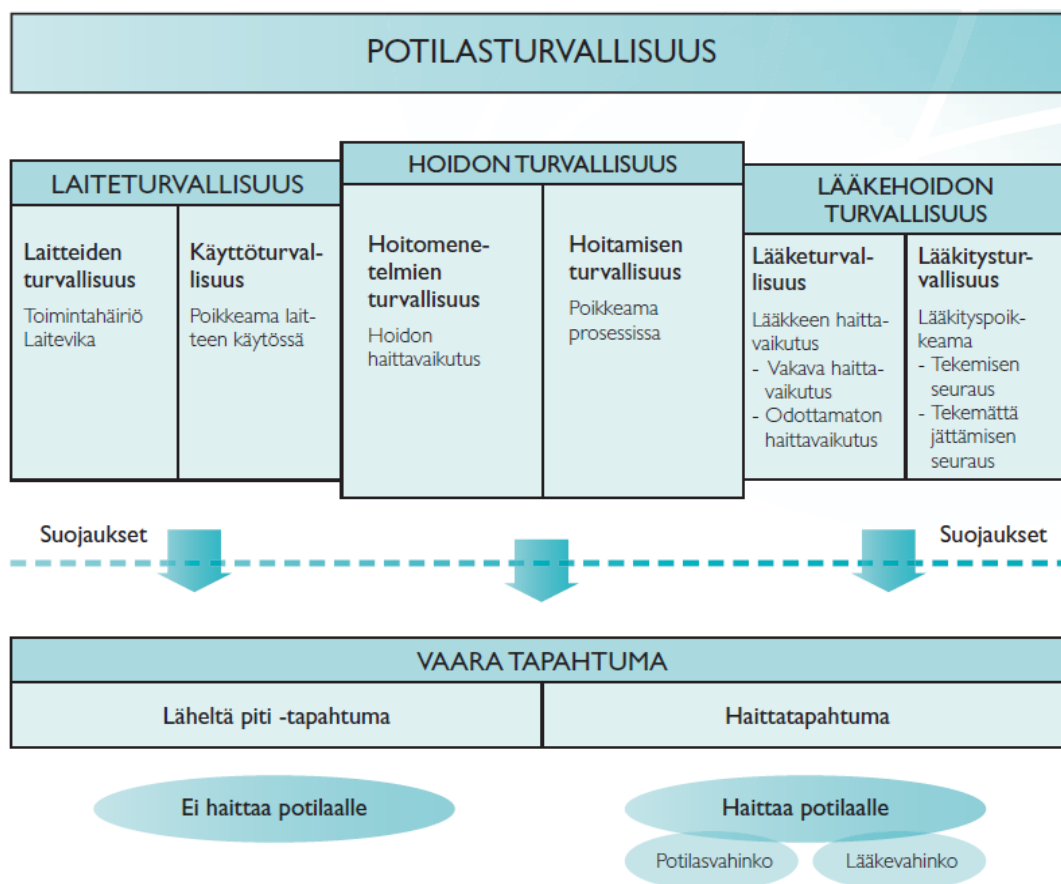 POTILASTURVALLISUUS
LAITETURVALLISUUS
Laitteiden
turvallisuus
Toimintahäiriö
Laitevika
Käyttöturval-
lisuus
Poikkeama lait-
teen käytössä
HOIDON TURVALLISUUS
Hoitomene-
telmien
turvallisuus
Hoidon
haittavaikutus
Hoitamisen
turvallisuus
Poikkeama
prosessissa
LÄÄKEHOIDON
TURVALLISUUS
Lääketurval-
lisuus
Lääkkeen haitta-
vaikutus
- Vakava haitta-
vaikutus
- Odottamaton
haittavaikutus
Lääkitystur-
vallisuus
Lääkityspoik-
keama
- Tekemisen
seuraus
- Tekemättä
jättämisen
seuraus
Suojaukset
Suojaukset
VAARA TAPAHTUMA
Läheltä piti -tapahtuma
Haittatapahtuma
Ei haittaa potilaalle
Haittaa potilaalle
Potilasvahinko
Lääkevahinko